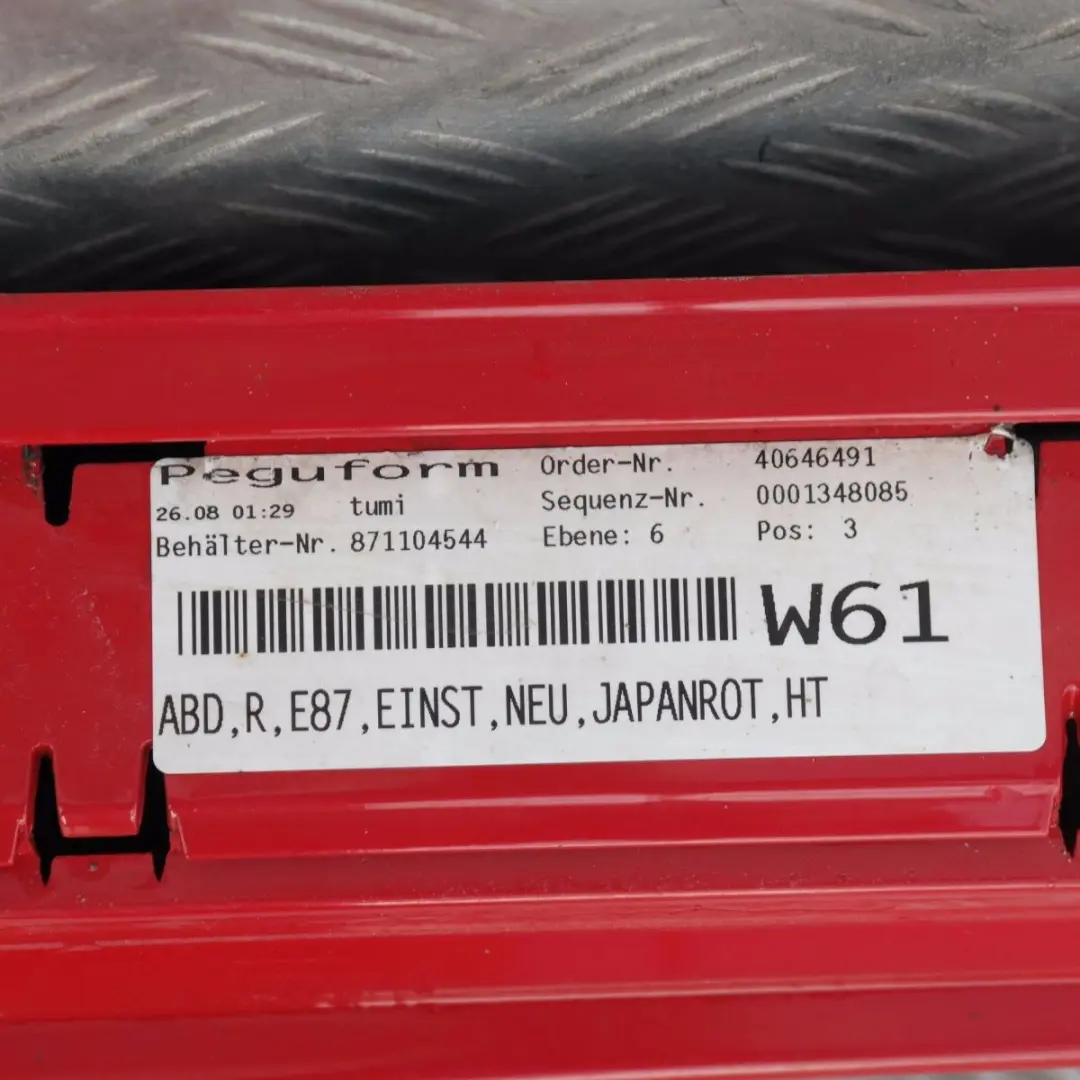 Peguform Order-Nr. 40646491
26.08 01:29 tumi Sequenz-Nr. 0001348085
Behälter-Nr. 871104544 Ebene: 6 Pos: 3
W61
ABD,R,E87,EINST,NEU,JAPANROT,HT